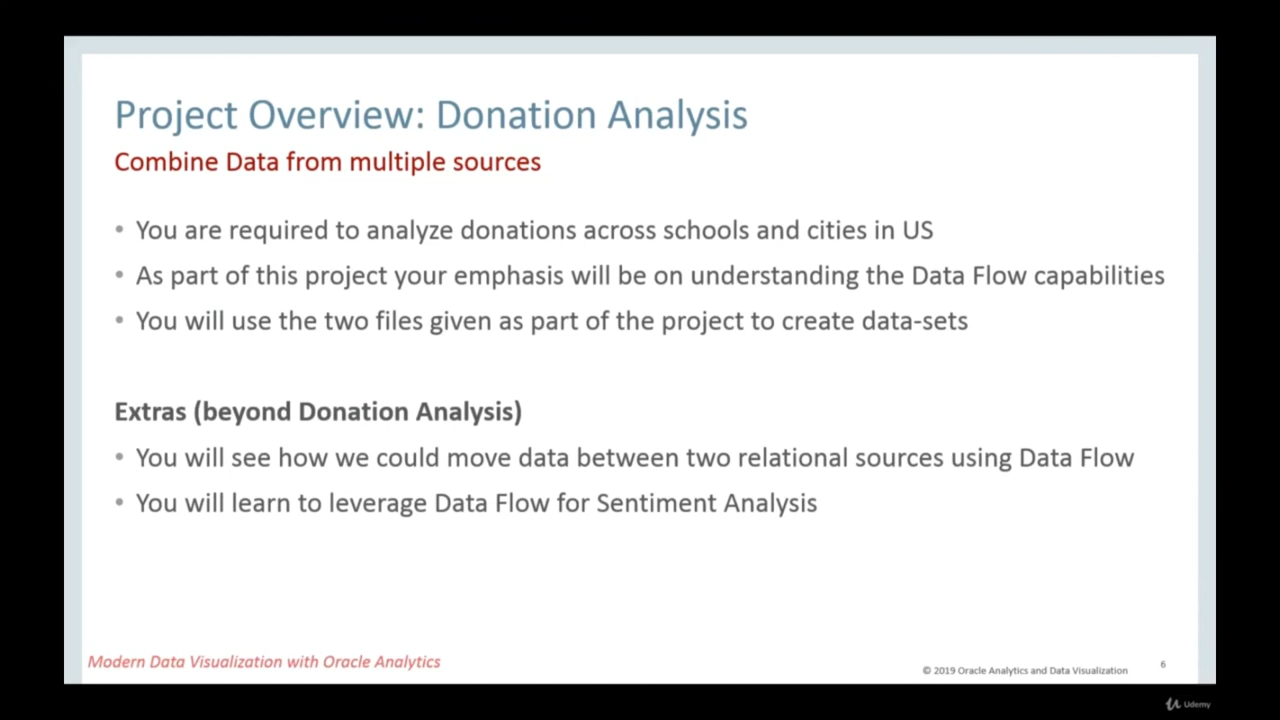 Project Overview: Donation Analysis
Combine Data from multiple sources
• You are required to analyze donations across schools and cities in US
• As part of this project your emphasis will be on understanding the Data Flow capabilities
• You will use the two files given as part of the project to create data-sets
Extras (beyond Donation Analysis)
• You will see how we could move data between two relational sources using Data Flow
• You will learn to leverage Data Flow for Sentiment Analysis
Modern Data Visualization with Oracle Analytics
© 2019 Oracle Analytics and Data Visualization
6
Udemy